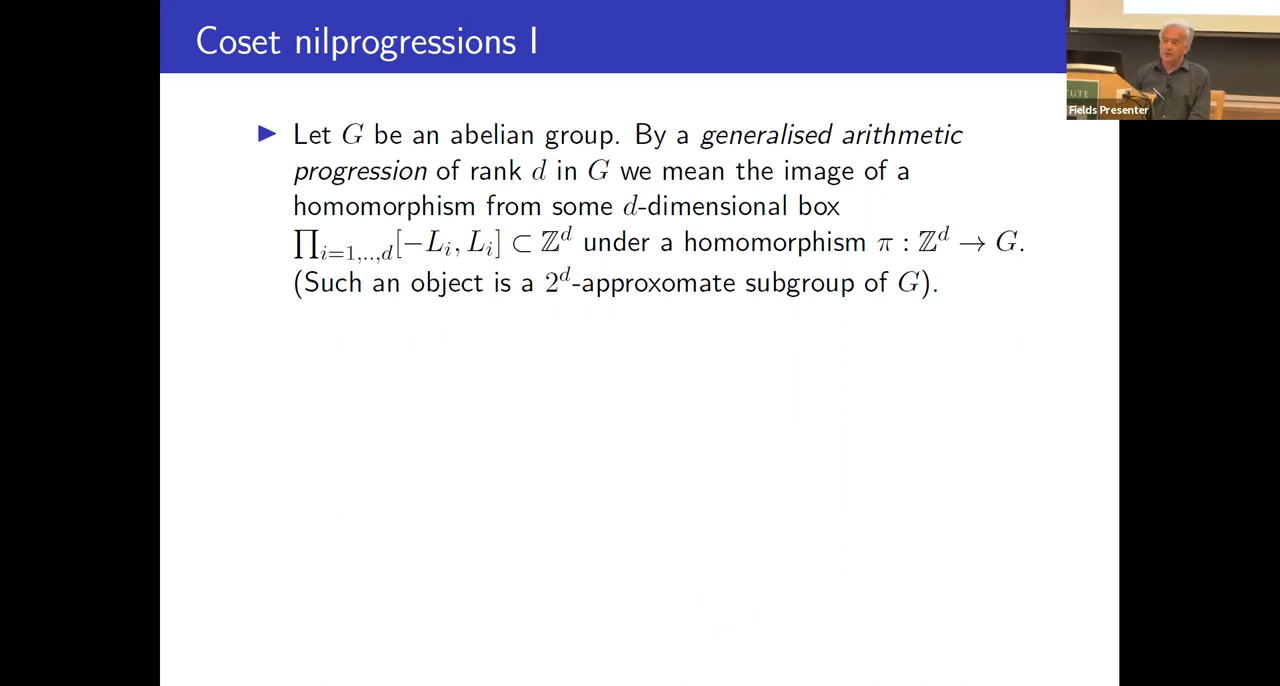 Coset nilprogressions I
▶ Let G be an abelian group. By a generalised arithmetic
progression of rank d in G we mean the image of a
homomorphism from some d-dimensional box
∏_{i=1,..,d}[−L_i, L_i] ⊂ ℤ^d under a homomorphism π : ℤ^d → G.
(Such an object is a 2^d-approxomate subgroup of G).
TUTE
Fields Presenter